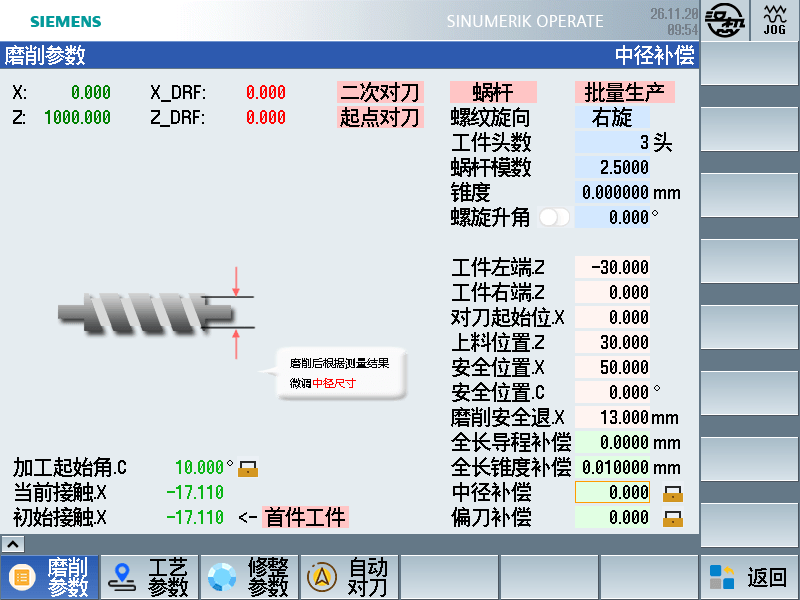 SIEMENS
SINUMERIK OPERATE
26.11.20
09:54
JOG
磨削参数
中径补偿
X: 0.000 X_DRF: 0.000 二次对刀 蜗杆 批量生产
Z: 1000.000 Z_DRF: 0.000 起点对刀 螺纹旋向 右旋
工件头数 3 头
蜗杆模数 2.5000
锥度 0.000000 mm
螺旋升角 0.000°
工件左端.Z -30.000
工件右端.Z 0.000
对刀起始位.X 0.000
上料位置.Z 30.000
安全位置.X 50.000
安全位置.C 0.000°
磨削安全退.X 13.000mm
磨削后根据测量结果
微调中径尺寸
全长导程补偿 0.0000 mm
加工起始角.C 10.000° 全长锥度补偿 0.010000 mm
当前接触.X -17.110 中径补偿 0.000
初始接触.X -17.110 <- 首件工件 偏刀补偿 0.000
磨削参数
工艺参数
修整参数
自动对刀
返回